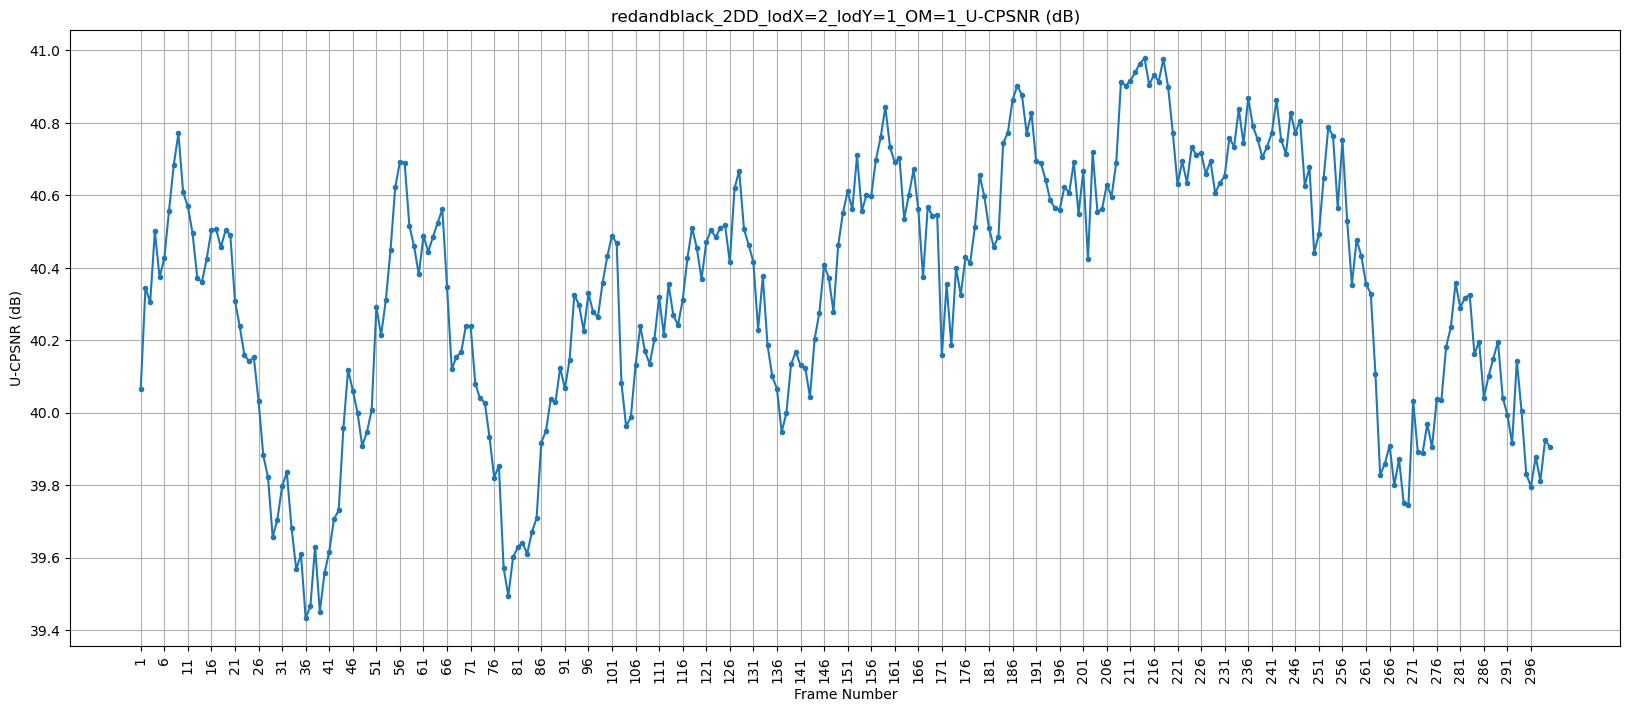 redandblack_2DD_lodX=2_lodY=1_OM=1_U-CPSNR (dB)
U-CPSNR (dB)
41.0
40.8
40.6
40.4
40.2
40.0
39.8
39.6
39.4
1 6 11 16 21 26 31 36 41 46 51 56 61 66 71 76 81 86 91 96 101 106 111 116 121 126 131 136 141 146 151 156 161 166 171 176 181 186 191 196 201 206 211 216 221 226 231 236 241 246 251 256 261 266 271 276 281 286 291 296
Frame Number